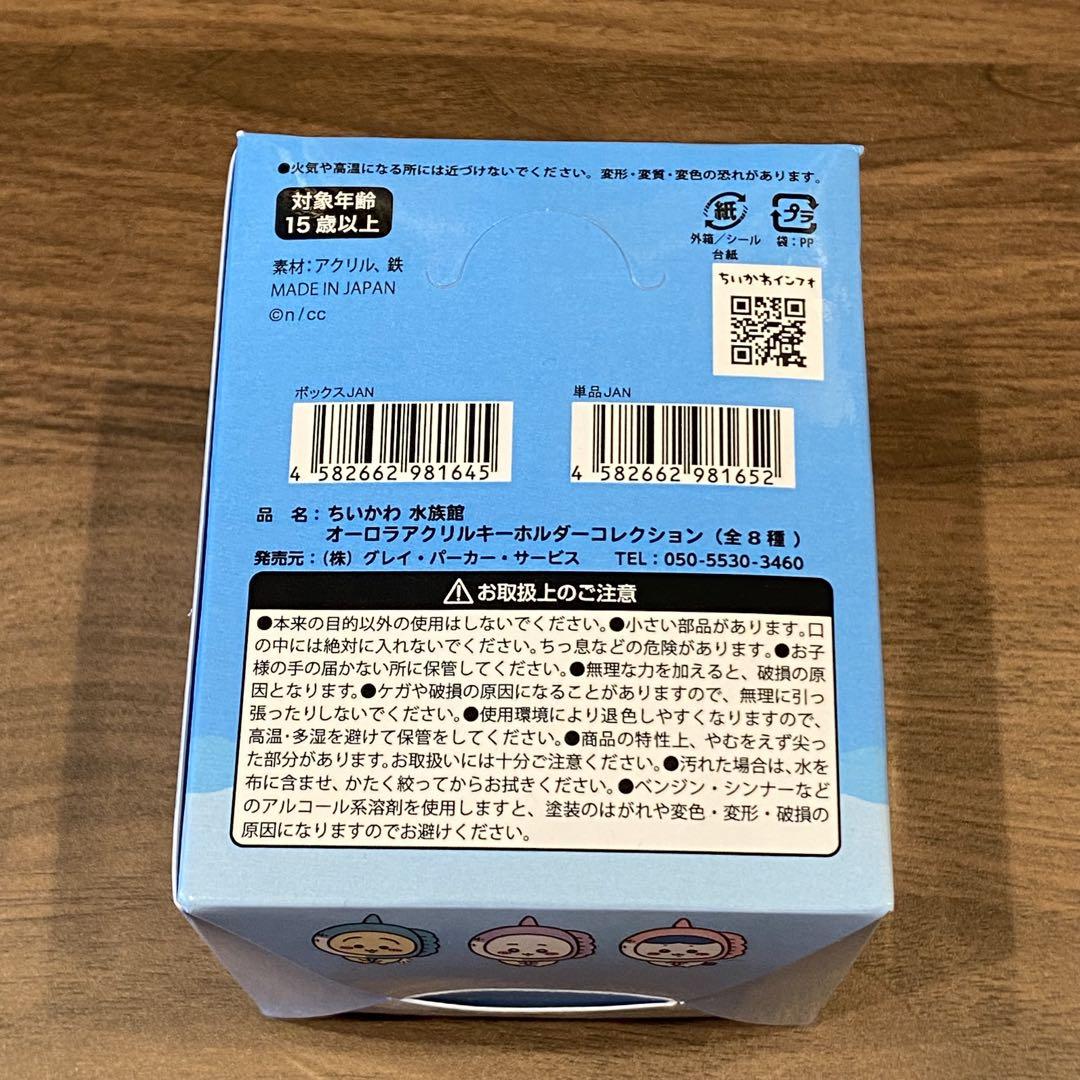 ●火気や高温になる所には近づけないでください。変形・変質・変色の恐れがあります。
対象年齢
15歳以上
素材：アクリル、鉄
MADE IN JAPAN
©n/cc
紙
外箱／シール
台紙
プラ
袋：PP
ちいかわインフォ
ボックスJAN
4 582662 981645
単品JAN
4 582662 981652
品 名：ちいかわ 水族館
オーロラアクリルキーホルダーコレクション（全8種）
発売元：（株）グレイ・パーカー・サービス TEL：050-5530-3460
お取扱上のご注意
●本来の目的以外の使用はしないでください。●小さい部品があります。口
の中には絶対に入れないでください。ちっ息などの危険があります。●お子
様の手の届かない所に保管してください。●無理な力を加えると、破損の原
因となります。●ケガや破損の原因になることがありますので、無理に引っ
張ったりしないでください。●使用環境により退色しやすくなりますので、
高温・多湿を避けて保管をしてください。●商品の特性上、やむをえず尖っ
た部分があります。お取扱いには十分ご注意ください。●汚れた場合は、水を
布に含ませ、かたく絞ってからお拭きください。●ベンジン・シンナーなど
のアルコール系溶剤を使用しますと、塗装のはがれや変色・変形・破損の
原因になりますのでお避けください。